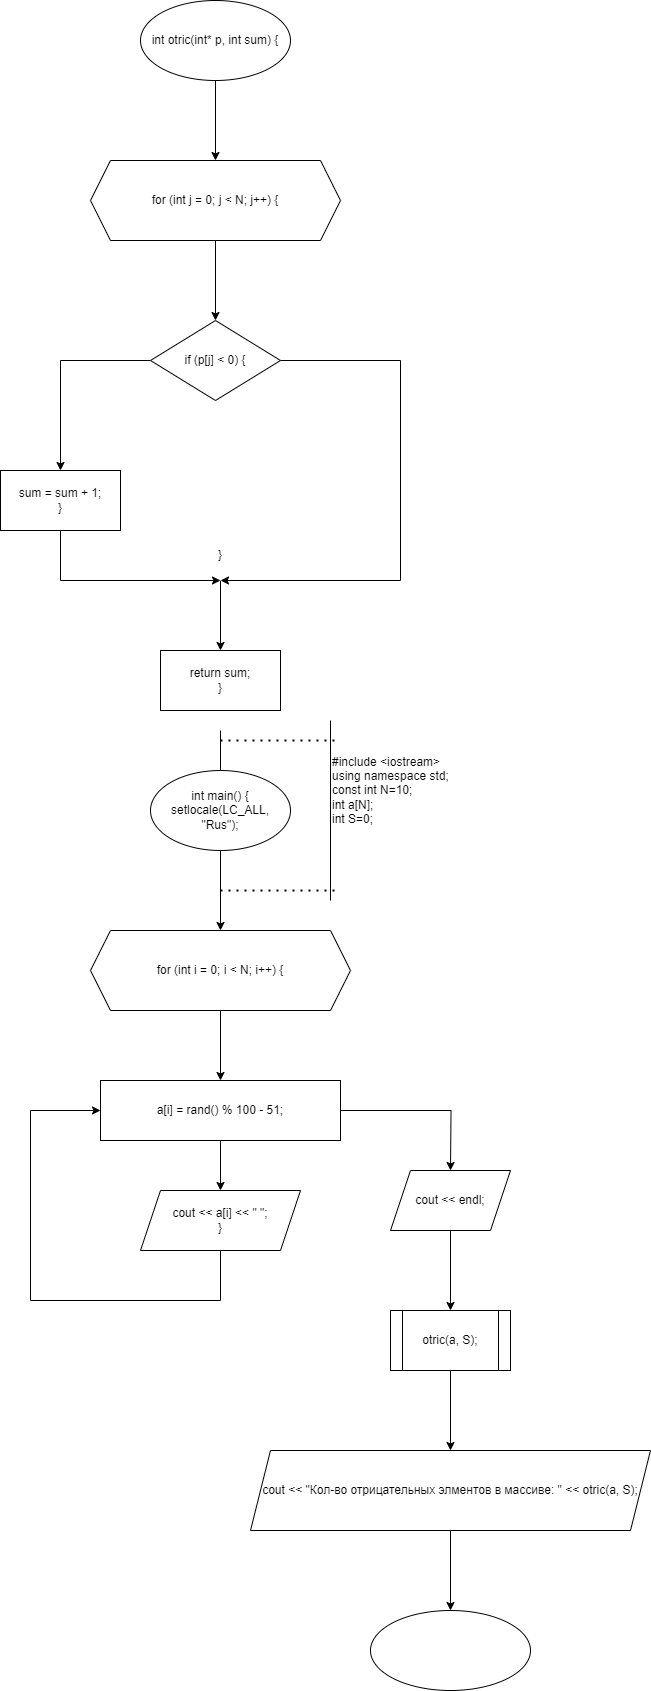 int otric(int* p, int sum) {
for (int j = 0; j < N; j++) {
if (p[j] < 0) {
sum = sum + 1;
}
}
return sum;
}
#include <iostream>
using namespace std;
const int N=10;
int a[N];
int S=0;
int main() {
setlocale(LC_ALL,
"Rus");
for (int i = 0; i < N; i++) {
a[i] = rand() % 100 - 51;
cout << a[i] << " ";
}
cout << endl;
otric(a, S);
cout << "Кол-во отрицательных элментов в массиве: " << otric(a, S);